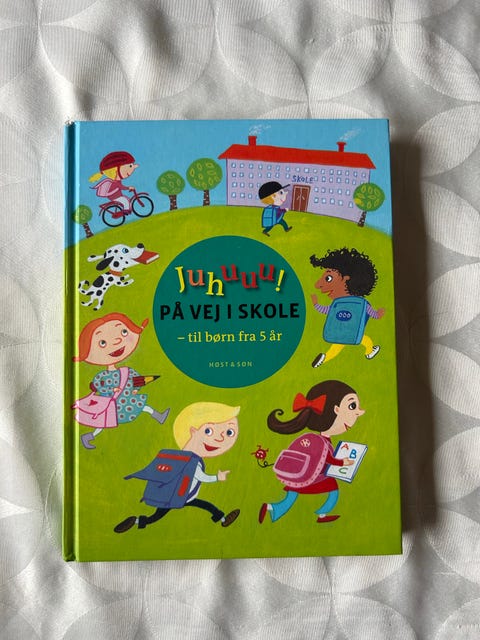 SKOLE
Juhuuu!
PÅ VEJ I SKOLE
– til børn fra 5 år
HØST & SØN
A
B
C